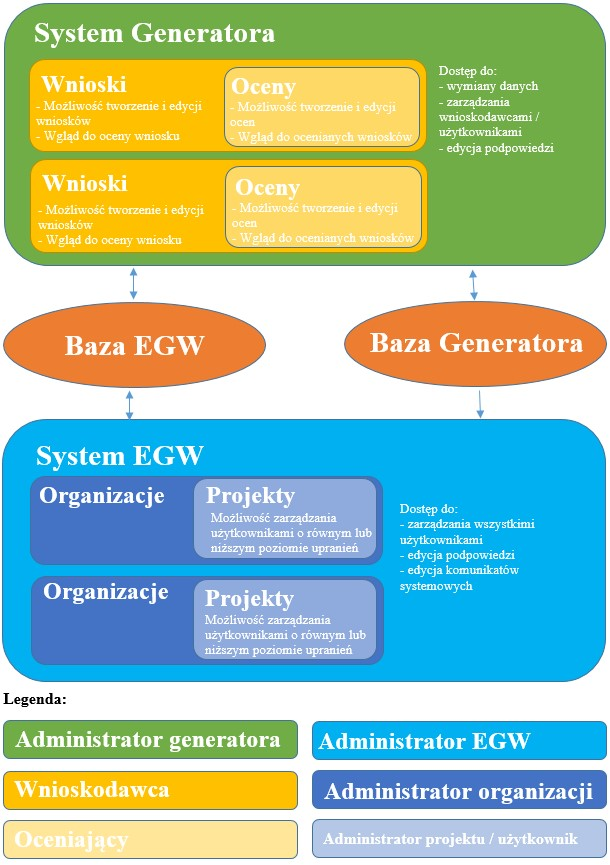 System Generatora
Wnioski
- Możliwość tworzenie i edycji
wniosków
- Wgląd do oceny wniosku
Oceny
- Możliwość tworzenie i edycji
ocen
- Wgląd do ocenianych wniosków
Dostęp do:
- wymiany danych
- zarządzania
wnioskodawcami /
użytkownikami
- edycja podpowiedzi
Wnioski
- Możliwość tworzenie i edycji
wniosków
- Wgląd do oceny wniosku
Oceny
- Możliwość tworzenie i edycji
ocen
- Wgląd do ocenianych wniosków
Baza EGW
Baza Generatora
System EGW
Organizacje
Projekty
Możliwość zarządzania
użytkownikami o równym lub
niższym poziomie upranień
Dostęp do:
- zarządzania wszystkimi
użytkownikami
- edycja podpowiedzi
- edycja komunikatów
systemowych
Organizacje
Projekty
Możliwość zarządzania
użytkownikami o równym lub
niższym poziomie upranień
Legenda:
Administrator generatora
Administrator EGW
Wnioskodawca
Administrator organizacji
Oceniający
Administrator projektu / użytkownik